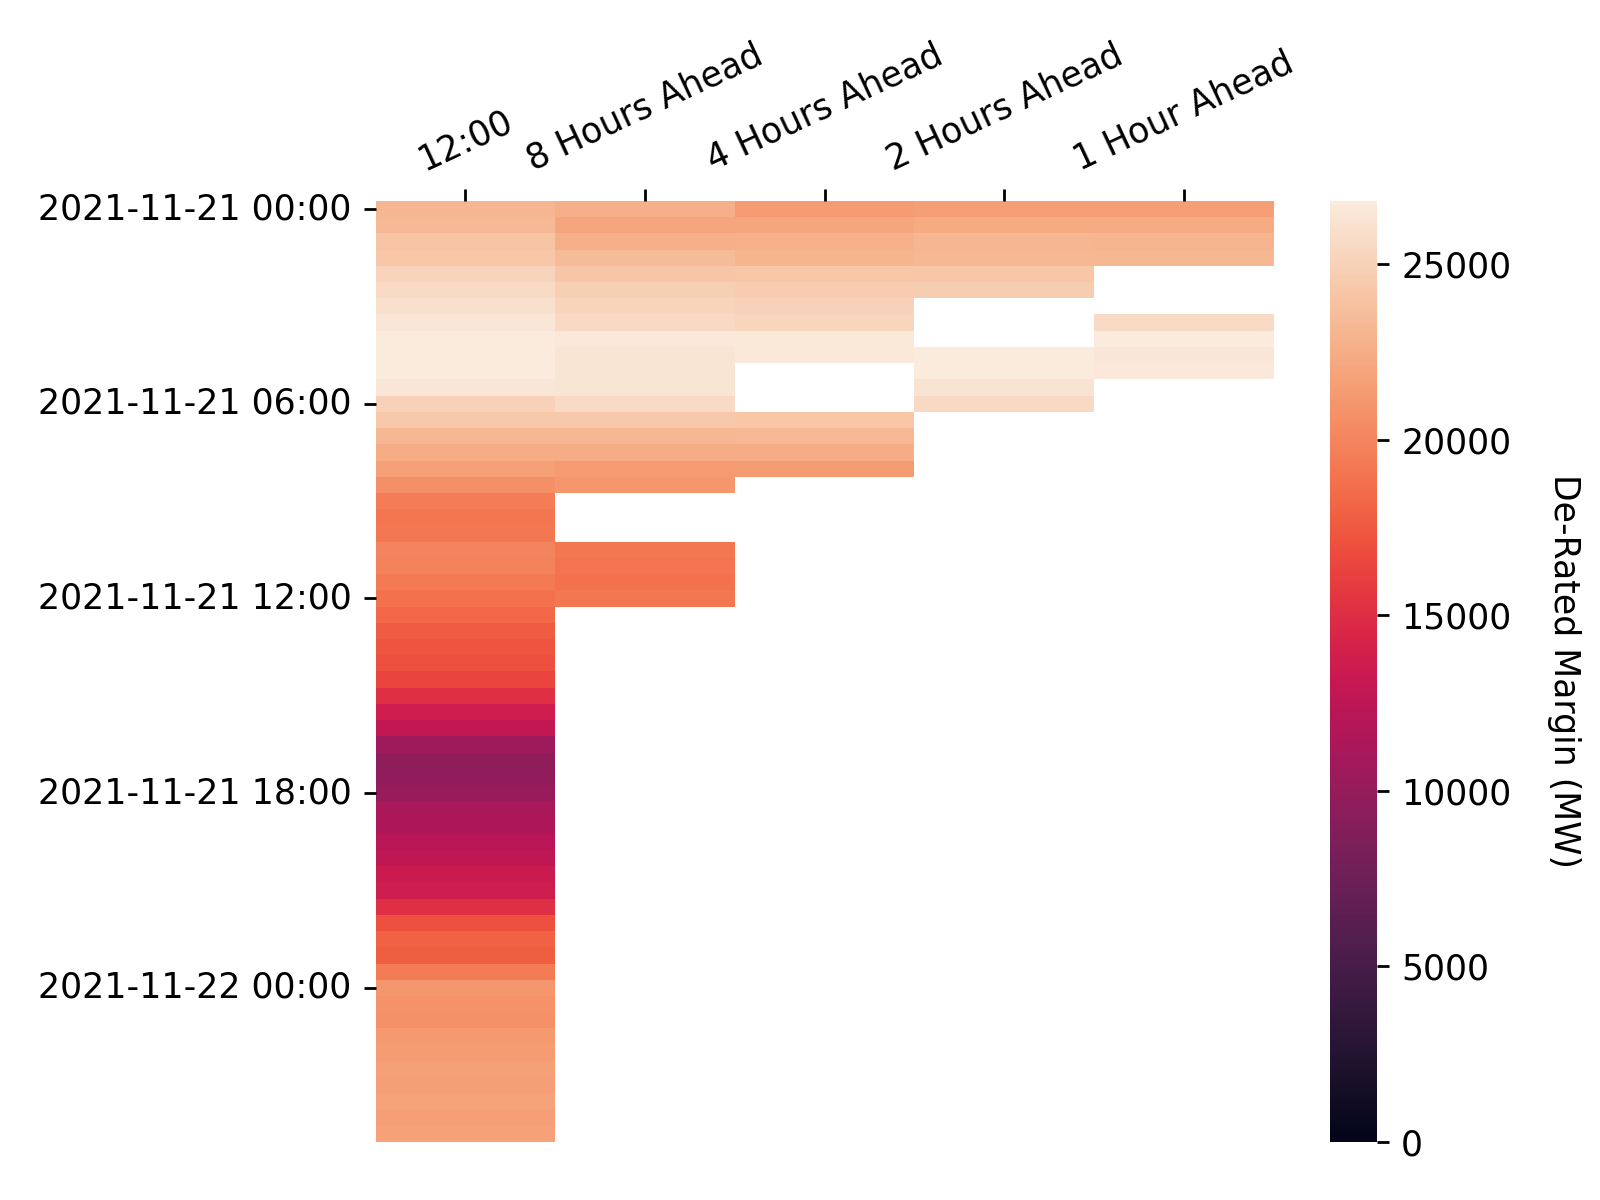 12:00
8 Hours Ahead
4 Hours Ahead
2 Hours Ahead
1 Hour Ahead
2021-11-21 00:00
2021-11-21 06:00
2021-11-21 12:00
2021-11-21 18:00
2021-11-22 00:00
25000
20000
15000
10000
5000
0
De-Rated Margin (MW)